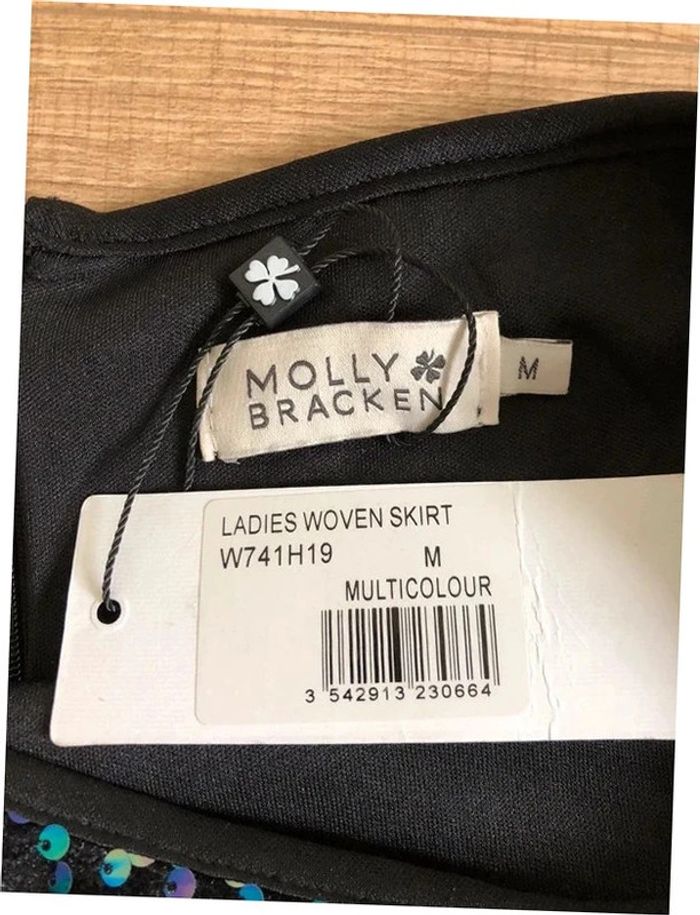 MOLLY
BRACKEN
M
LADIES WOVEN SKIRT
W741H19 M
MULTICOLOUR
3 542913 230664